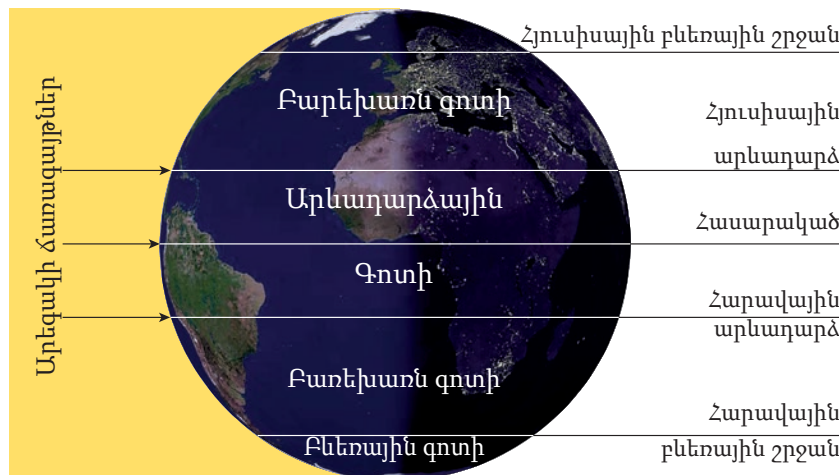 Հյուսիսային բևեռային շրջան
Բարեխառն գոտի
Հյուսիսային
արևադարձ
Արևադարձային
Հասարակած
Գոտի
Հարավային
արևադարձ
Բառեխառն գոտի
Հարավային
բևեռային շրջան
Բևեռային գոտի
Արեգակի ճառագայթներ